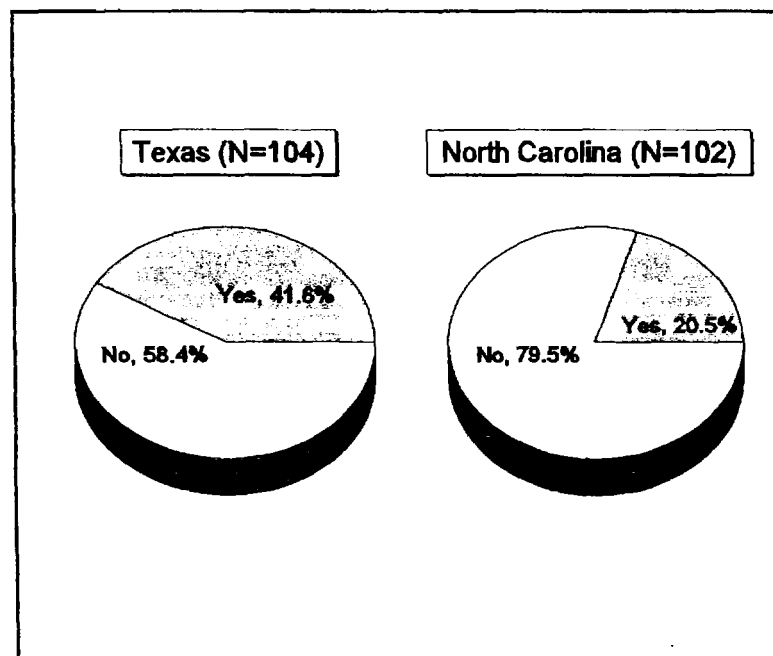 Texas (N=104)
North Carolina (N=102)
Yes, 41.6%
No, 58.4%
Yes, 20.5%
No, 79.5%